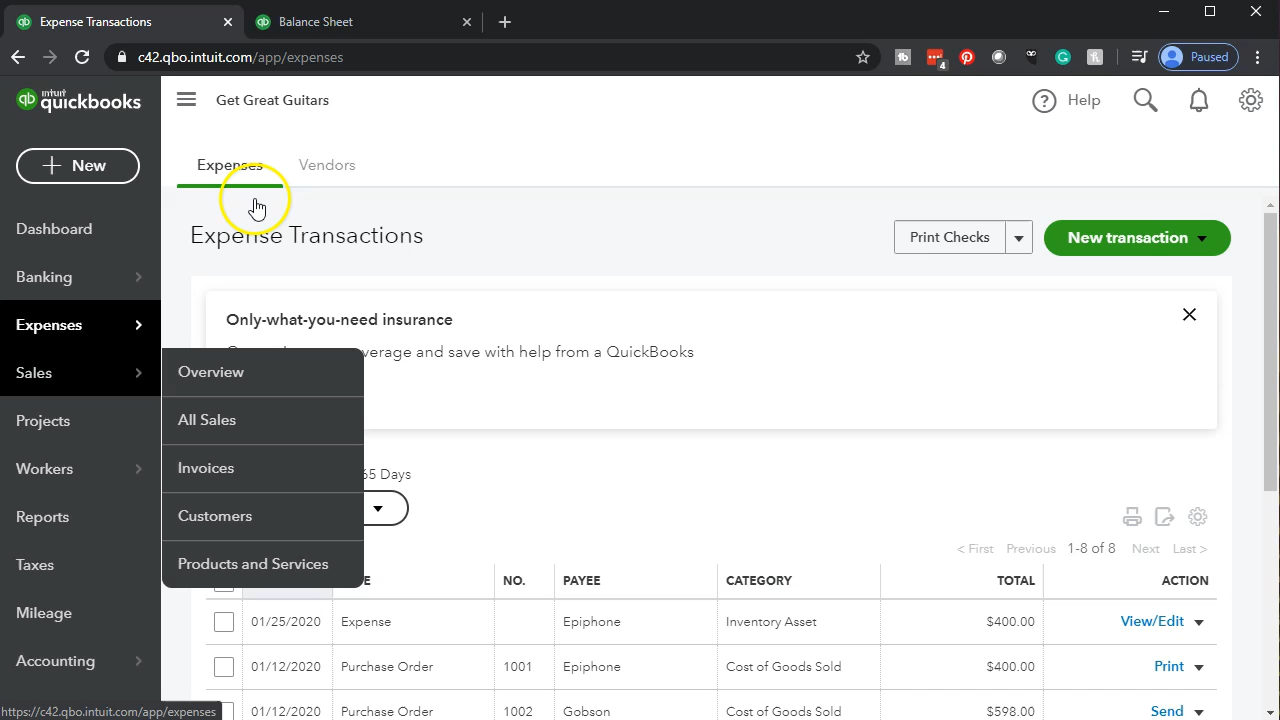 Expense Transactions
Balance Sheet
c42.qbo.intuit.com/app/expenses
4
Paused
intuit
quickbooks
Get Great Guitars
Help
New
Expenses
Vendors
Dashboard
Banking
Expenses
Sales
Projects
Workers
Reports
Taxes
Mileage
Accounting
Overview
All Sales
Invoices
Customers
Products and Services
Expense Transactions
Print Checks
New transaction
Only-what-you-need insurance
and save with help from a QuickBooks
Days
< First Previous 1-8 of 8 Next Last >
NO. PAYEE CATEGORY TOTAL ACTION
01/25/2020 Expense Epiphone Inventory Asset $400.00 View/Edit
01/12/2020 Purchase Order 1001 Epiphone Cost of Goods Sold $400.00 Print
01/12/2020 Purchase Order 1002 Gobson Cost of Goods Sold $598.00 Send
https://c42.qbo.intuit.com/app/expenses